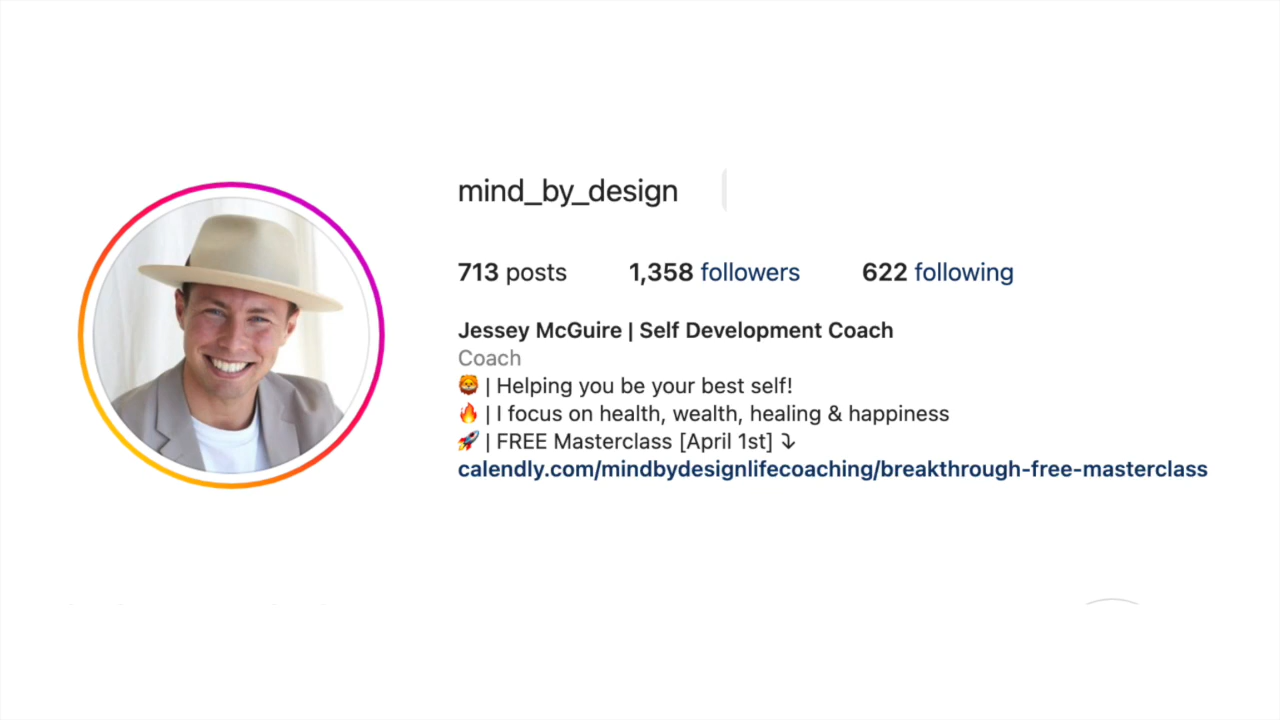 mind_by_design
713 posts 1,358 followers 622 following
Jessey McGuire | Self Development Coach
Coach
🦁 | Helping you be your best self!
🔥 | I focus on health, wealth, healing & happiness
🚀 | FREE Masterclass [April 1st] ⤵
calendly.com/mindbydesignlifecoaching/breakthrough-free-masterclass